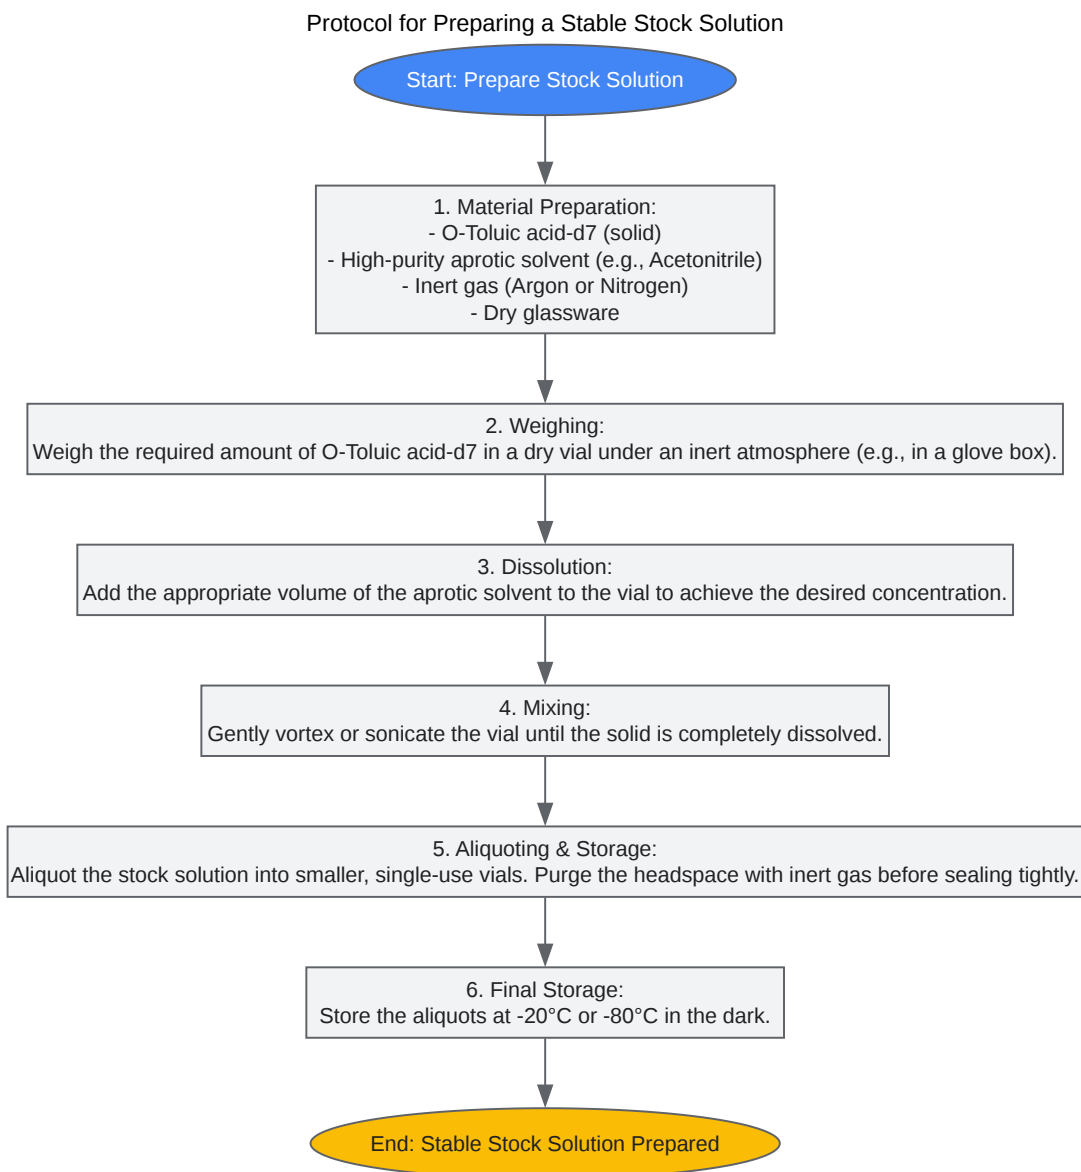 Protocol for Preparing a Stable Stock Solution
Start: Prepare Stock Solution
1. Material Preparation:
- O-Toluic acid-d7 (solid)
- High-purity aprotic solvent (e.g., Acetonitrile)
- Inert gas (Argon or Nitrogen)
- Dry glassware
2. Weighing:
Weigh the required amount of O-Toluic acid-d7 in a dry vial under an inert atmosphere (e.g., in a glove box).
3. Dissolution:
Add the appropriate volume of the aprotic solvent to the vial to achieve the desired concentration.
4. Mixing:
Gently vortex or sonicate the vial until the solid is completely dissolved.
5. Aliquoting & Storage:
Aliquot the stock solution into smaller, single-use vials. Purge the headspace with inert gas before sealing tightly.
6. Final Storage:
Store the aliquots at -20°C or -80°C in the dark.
End: Stable Stock Solution Prepared